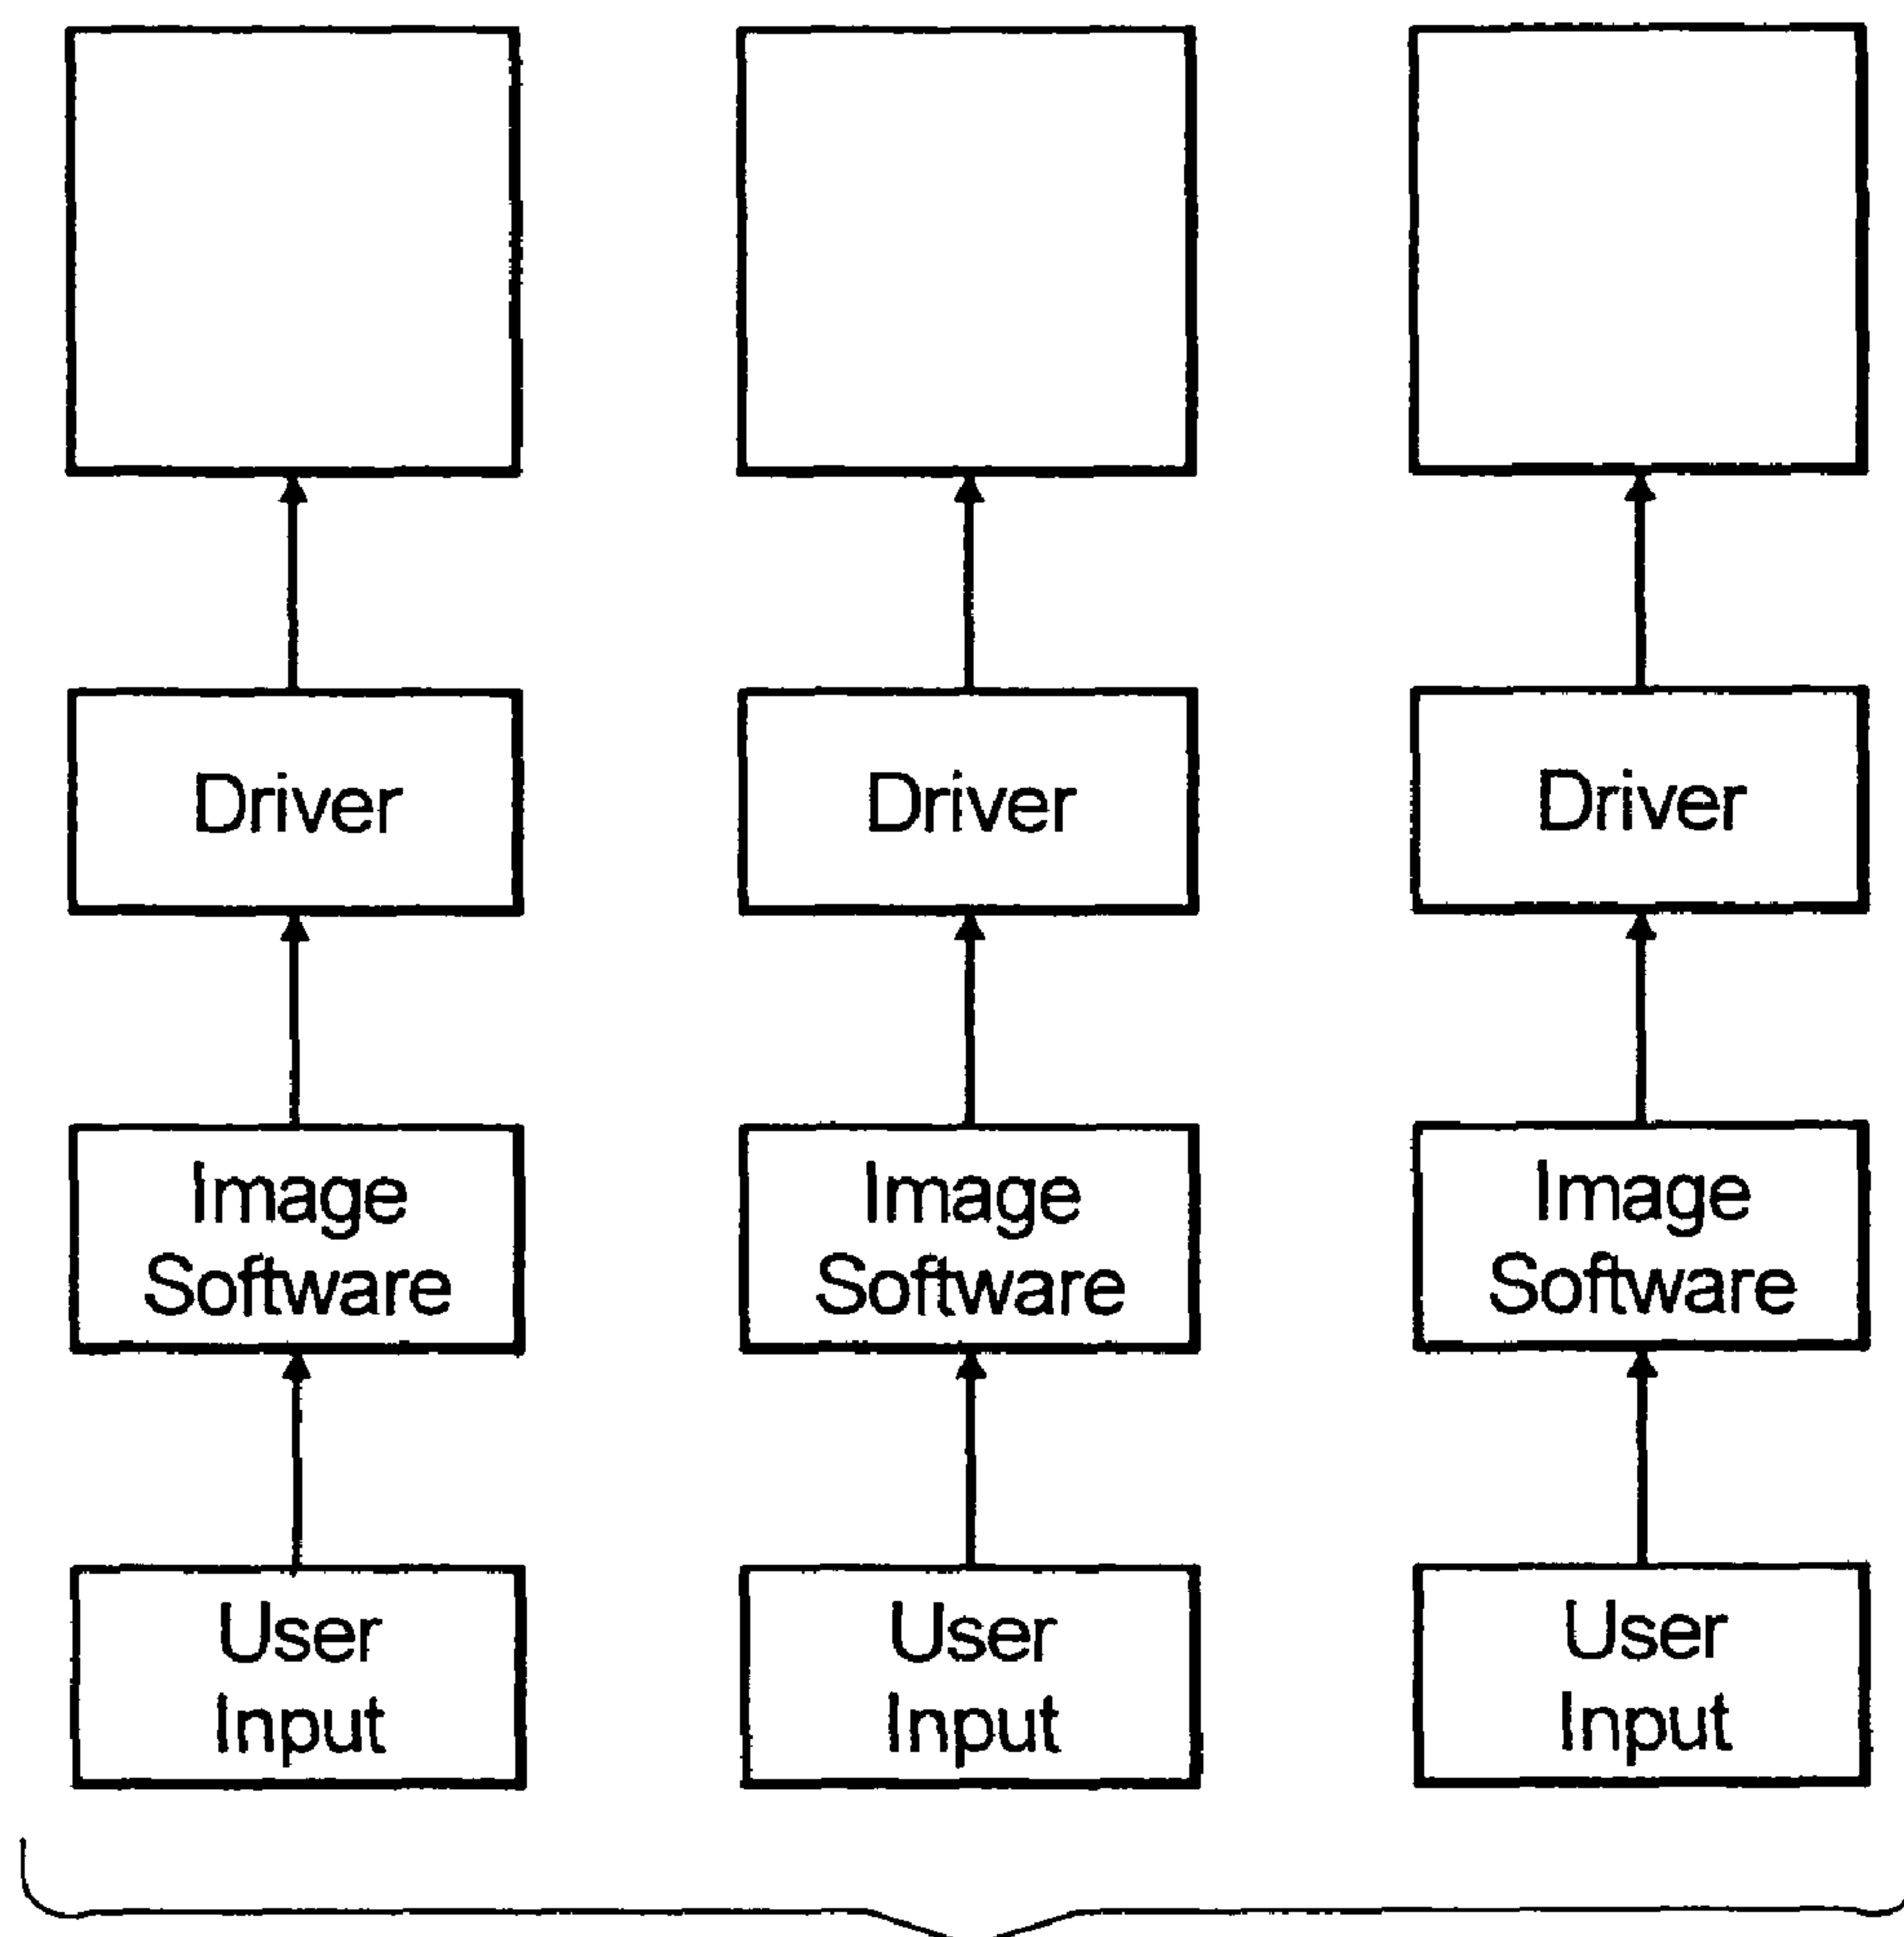 Driver
Driver
Driver
Image
Software
Image
Software
Image
Software
User
Input
User
Input
User
Input